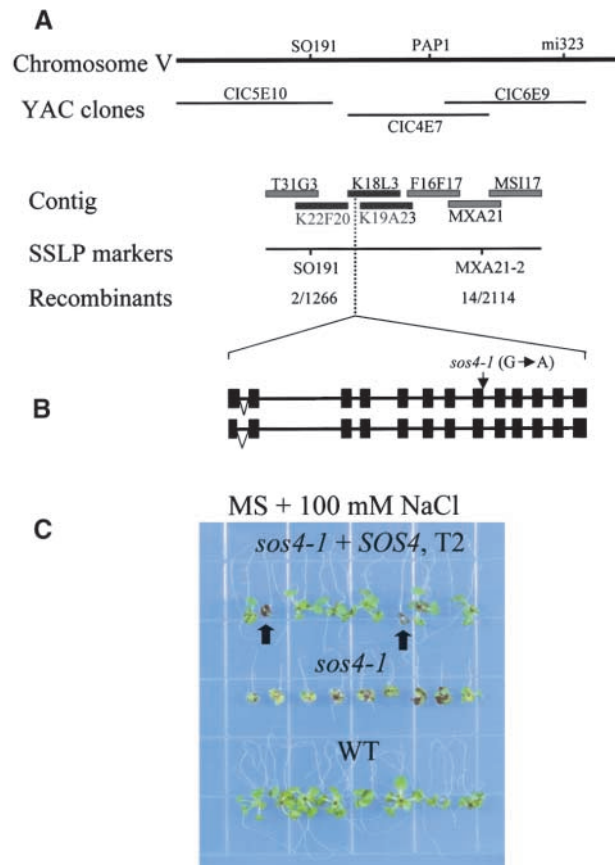 A
SO191 PAP1 mi323
Chromosome V
CIC5E10 CIC6E9
YAC clones
CIC4E7
T31G3 K18L3 F16F17 MSI17
Contig
K22F20 K19A23 MXA21
SSLP markers
SO191 MXA21-2
Recombinants 2/1266 14/2114
sos4-1 (G→A)
B
C
MS + 100 mM NaCl
sos4-1 + SOS4, T2
sos4-1
WT